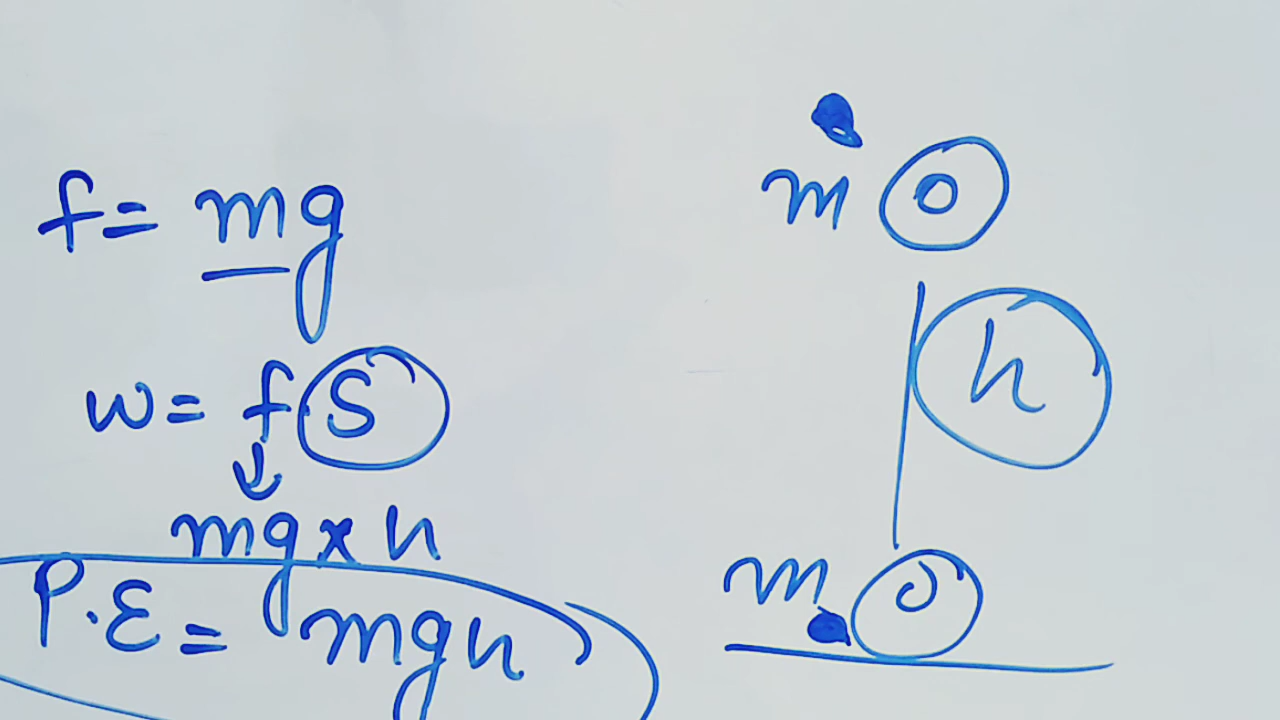 f = mg
w = f.S
mg x h
P.E = mgh
m O
h
m O